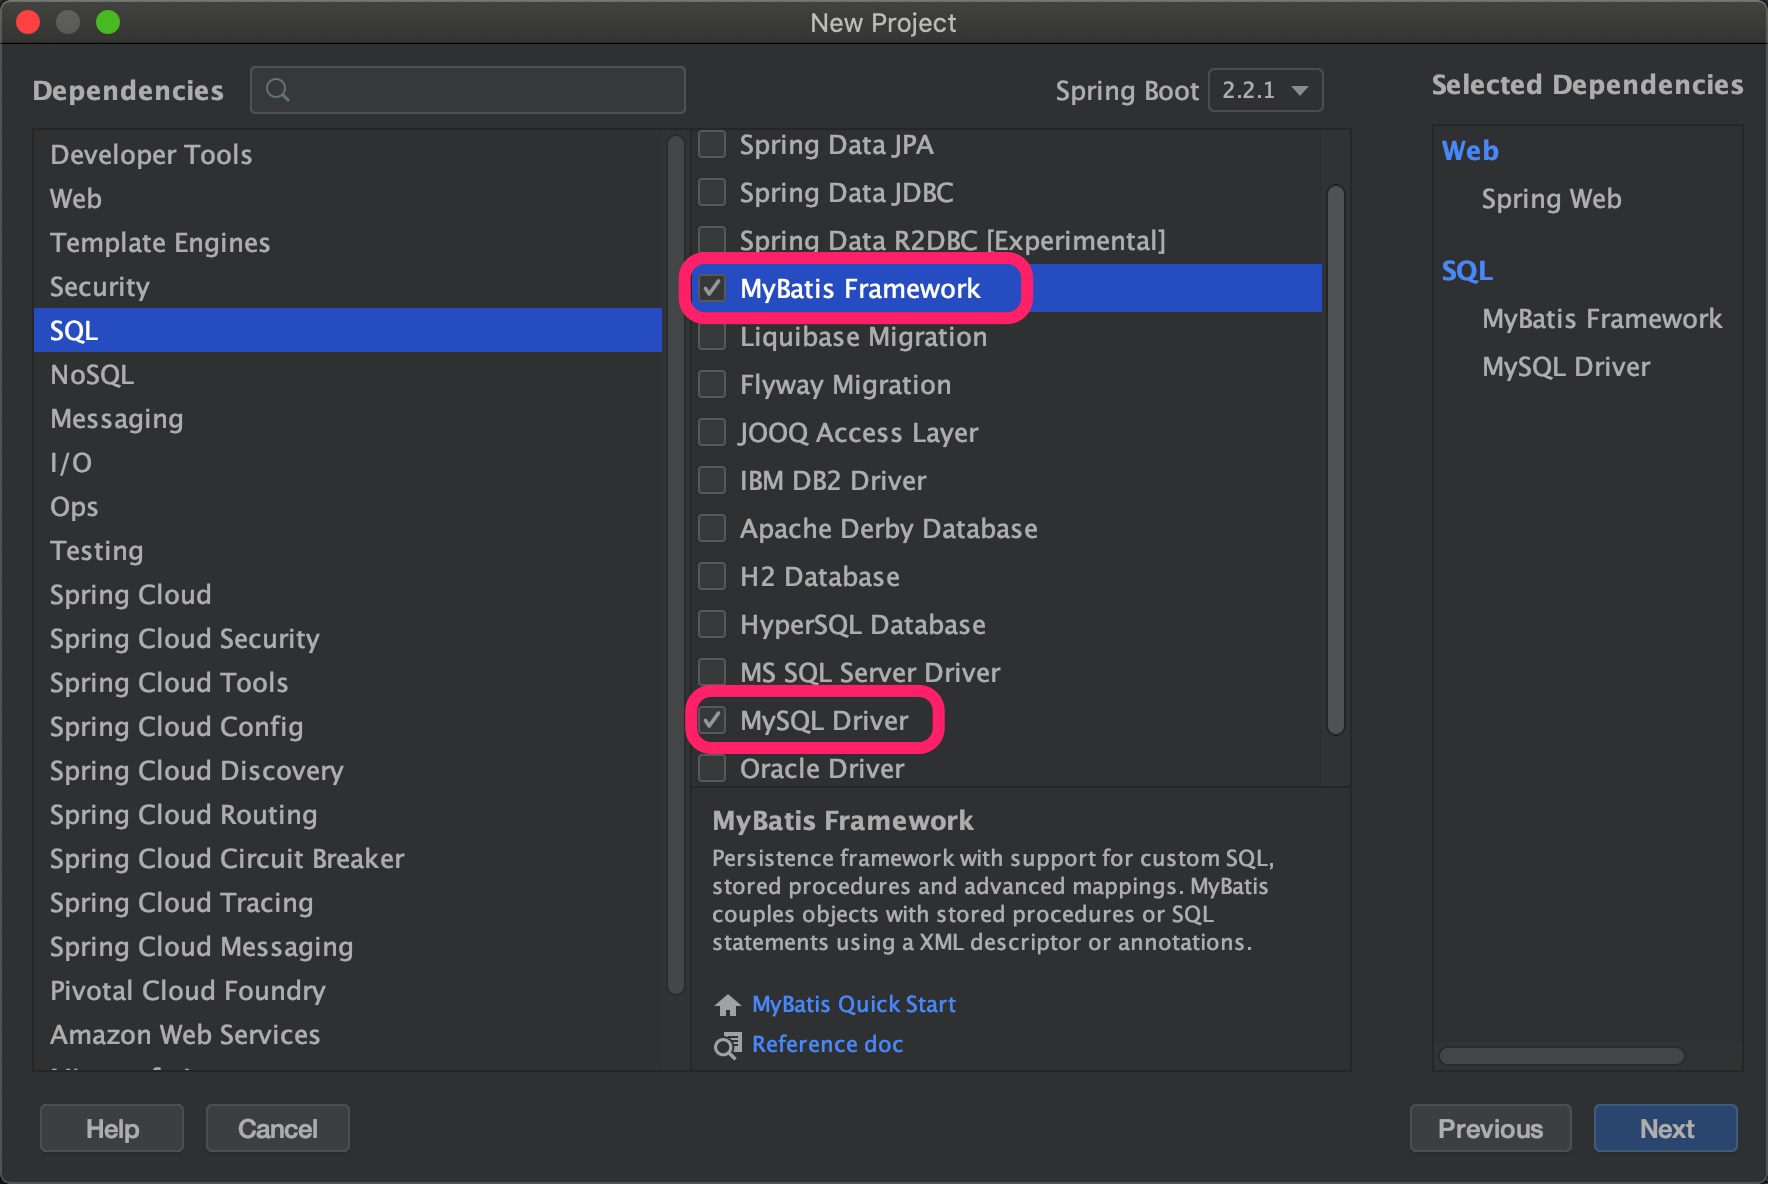 New Project
Dependencies
Spring Boot 2.2.1
Selected Dependencies
Developer Tools
Web
Template Engines
Security
SQL
NoSQL
Messaging
I/O
Ops
Testing
Spring Cloud
Spring Cloud Security
Spring Cloud Tools
Spring Cloud Config
Spring Cloud Discovery
Spring Cloud Routing
Spring Cloud Circuit Breaker
Spring Cloud Tracing
Spring Cloud Messaging
Pivotal Cloud Foundry
Amazon Web Services
Spring Data JPA
Spring Data JDBC
Spring Data R2DBC [Experimental]
MyBatis Framework
Liquibase Migration
Flyway Migration
JOOQ Access Layer
IBM DB2 Driver
Apache Derby Database
H2 Database
HyperSQL Database
MS SQL Server Driver
MySQL Driver
Oracle Driver
MyBatis Framework
Persistence framework with support for custom SQL,
stored procedures and advanced mappings. MyBatis
couples objects with stored procedures or SQL
statements using a XML descriptor or annotations.
MyBatis Quick Start
Reference doc
Web
Spring Web
SQL
MyBatis Framework
MySQL Driver
Help
Cancel
Previous
Next